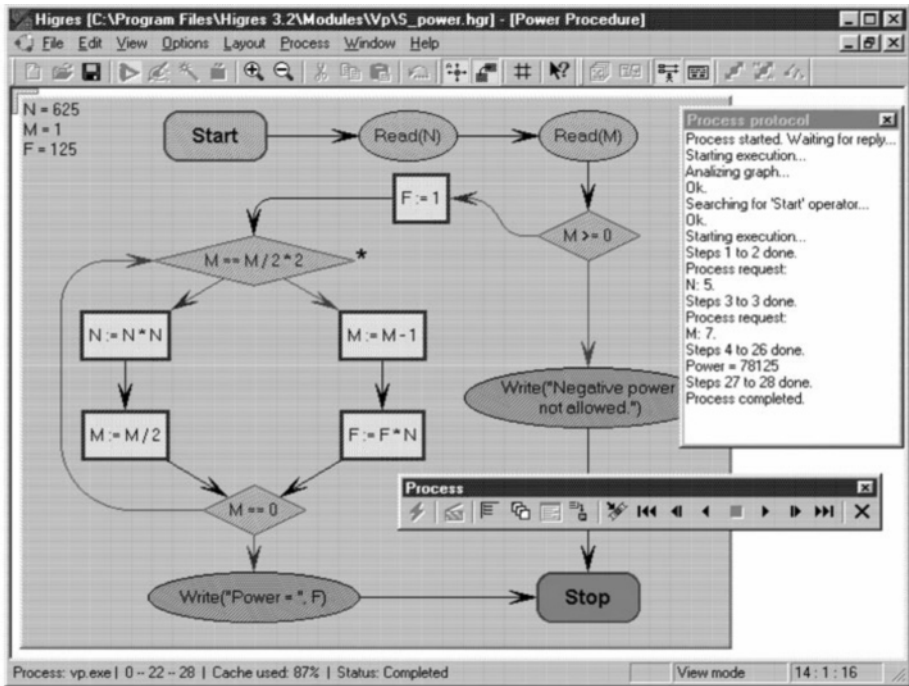 Higres [C:\Program Files\Higres 3.2\Modules\Vp\S_power.hgr] - [Power Procedure]
File Edit View Options Layout Process Window Help
N = 625
M = 1
F = 125
Start
Read(N)
Read(M)
F := 1
M >= 0
M == M / 2 * 2
*
N := N * N
M := M - 1
M := M / 2
F := F * N
Write("Negative power
not allowed.")
M == 0
Write("Power = ", F)
Stop
Process protocol
Process started. Waiting for reply...
Starting execution...
Analizing graph...
Ok.
Searching for 'Start' operator...
Ok.
Starting execution...
Steps 1 to 2 done.
Process request:
N: 5.
Steps 3 to 3 done.
Process request:
M: 7.
Steps 4 to 26 done.
Power = 78125
Steps 27 to 28 done.
Process completed.
Process
Process: vp.exe | 0 -- 22 -- 28 | Cache used: 87% | Status: Completed
View mode
14 : 1 : 16